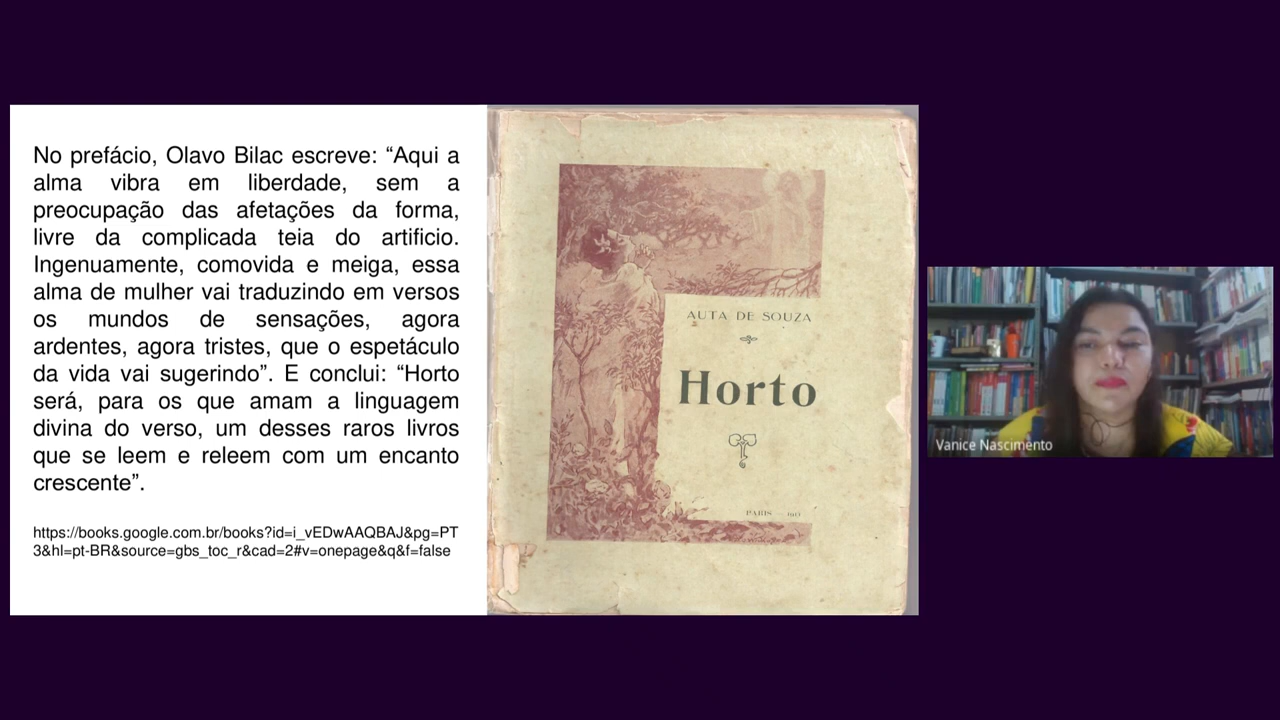 No prefácio, Olavo Bilac escreve: “Aqui a
alma vibra em liberdade, sem a
preocupação das afetações da forma,
livre da complicada teia do artificio.
Ingenuamente, comovida e meiga, essa
alma de mulher vai traduzindo em versos
os mundos de sensações, agora
ardentes, agora tristes, que o espetáculo
da vida vai sugerindo”. E conclui: “Horto
será, para os que amam a linguagem
divina do verso, um desses raros livros
que se leem e releem com um encanto
crescente”.
https://books.google.com.br/books?id=i_vEDwAAQBAJ&pg=PT
3&hl=pt-BR&source=gbs_toc_r&cad=2#v=onepage&q&f=false
AUTA DE SOUZA
Horto
PARIS
Vanice Nascimento